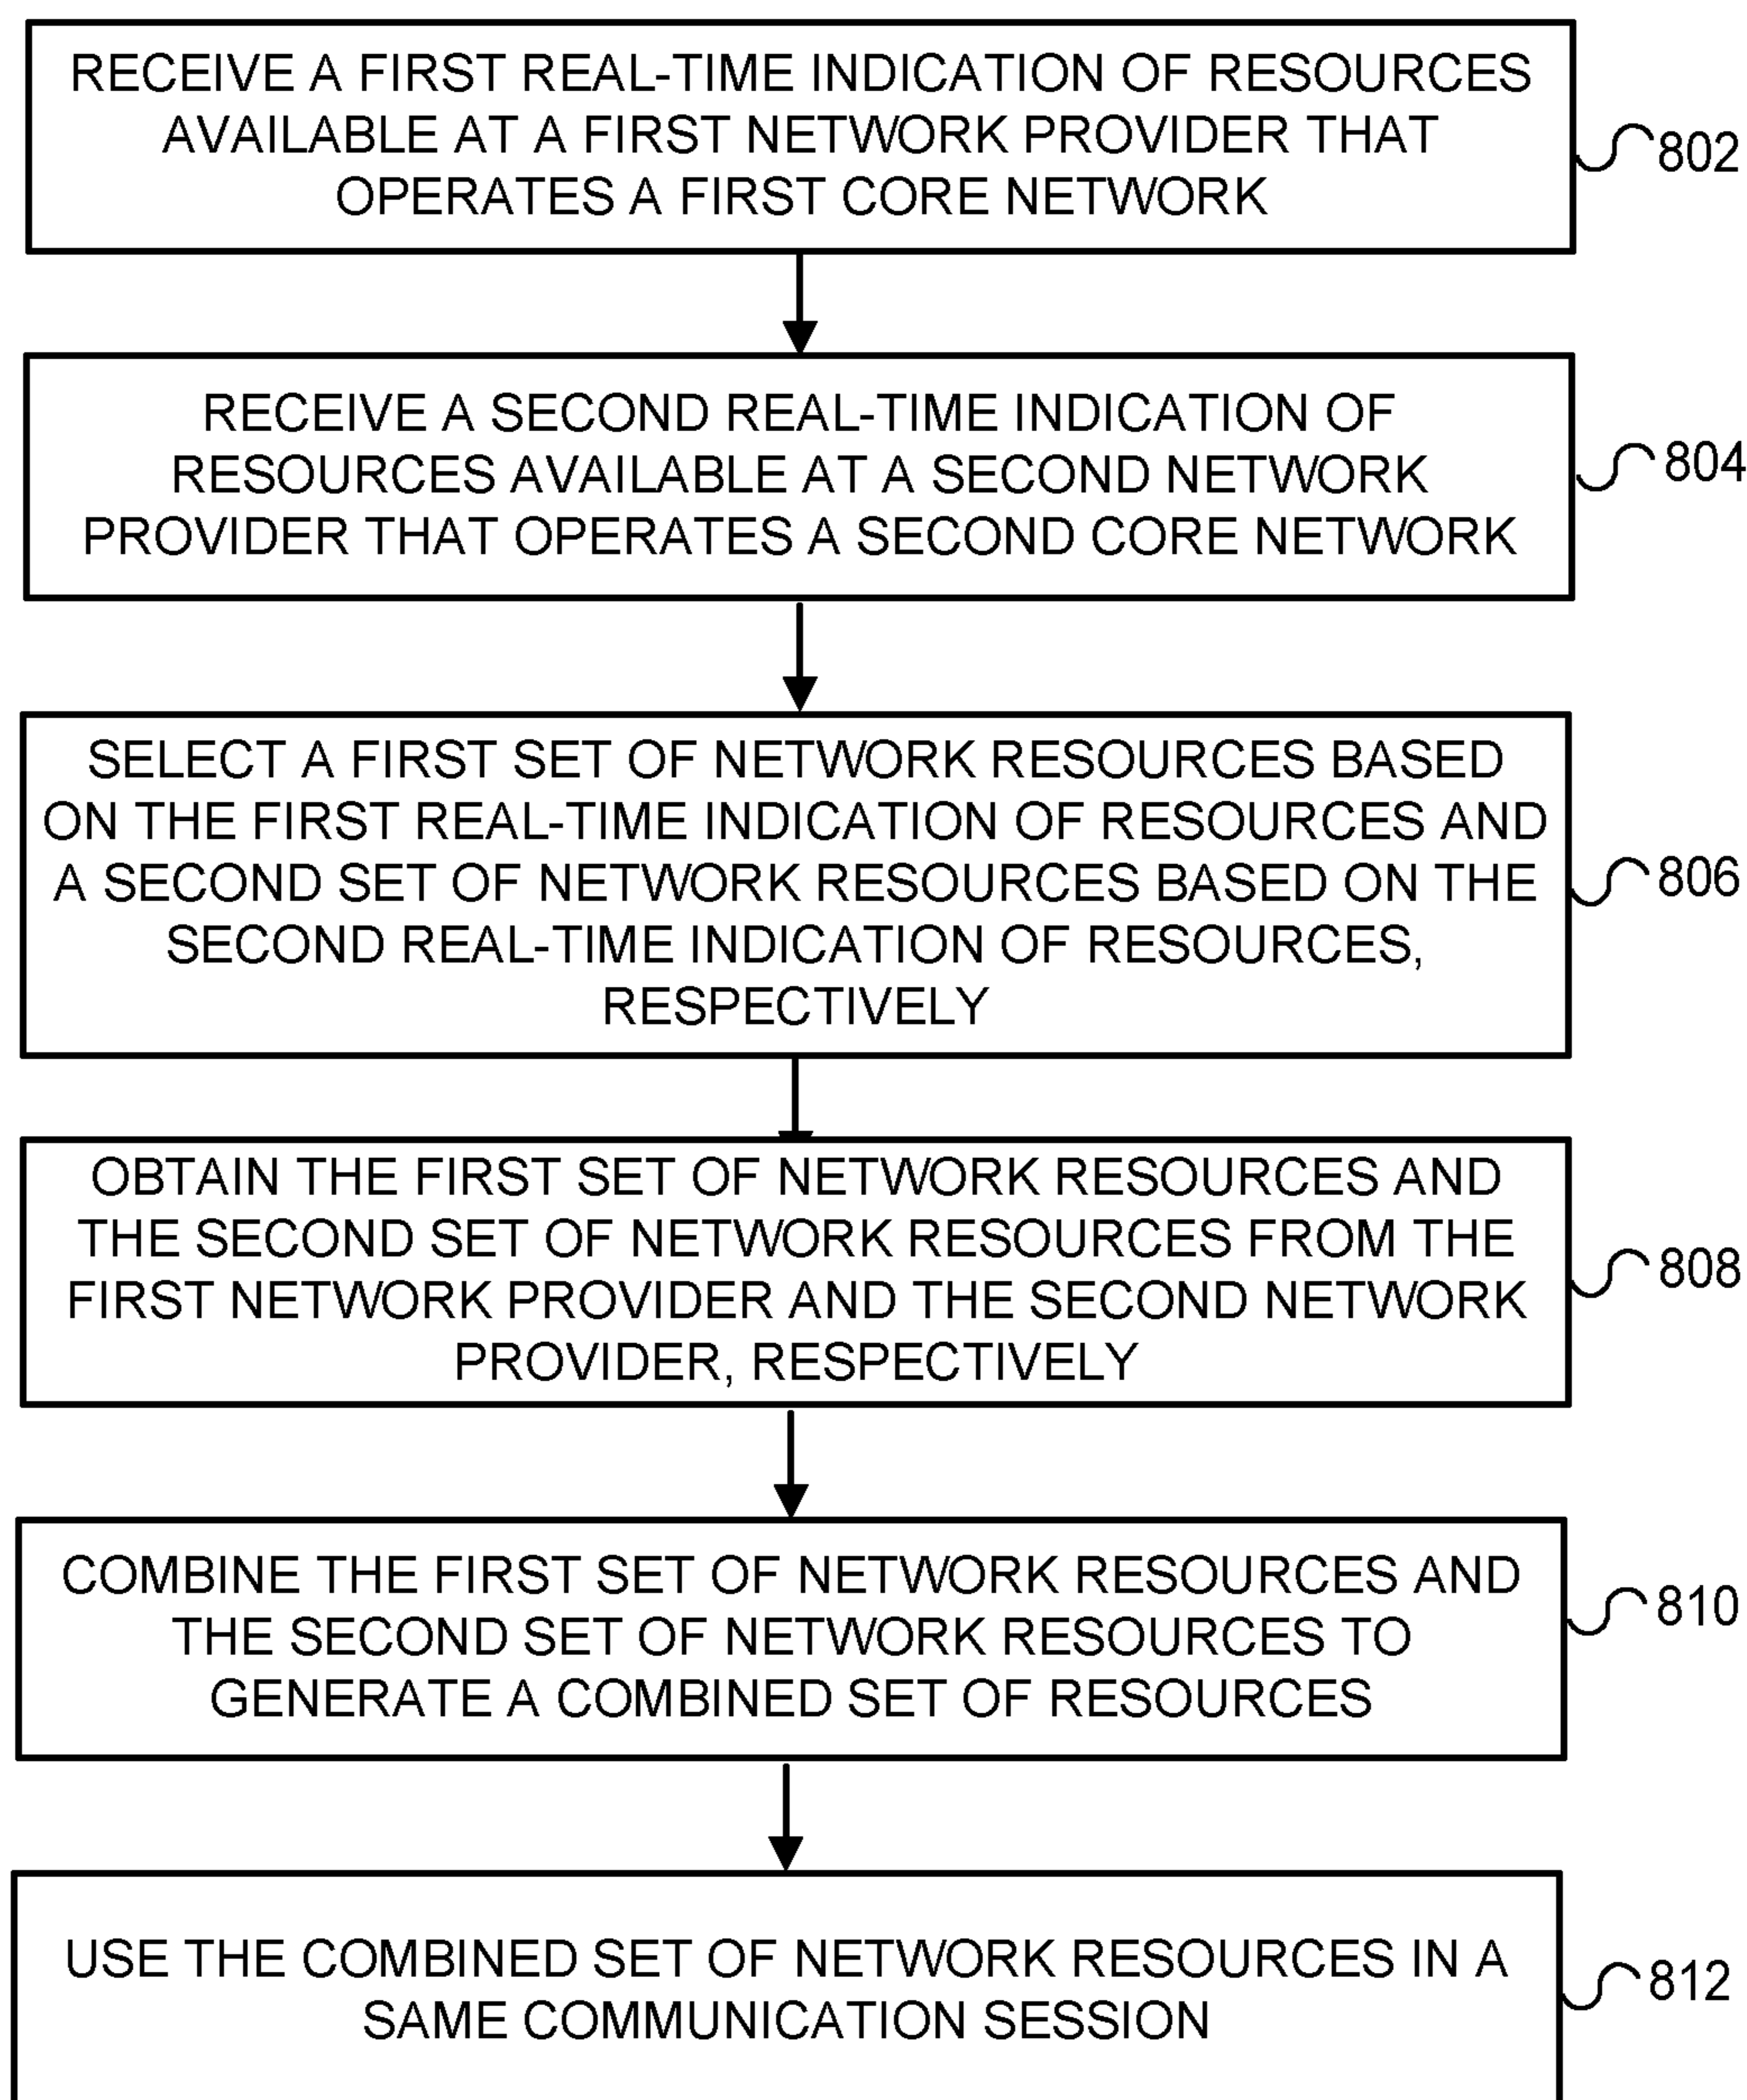 RECEIVE A FIRST REAL-TIME INDICATION OF RESOURCES
AVAILABLE AT A FIRST NETWORK PROVIDER THAT
OPERATES A FIRST CORE NETWORK
802
RECEIVE A SECOND REAL-TIME INDICATION OF
RESOURCES AVAILABLE AT A SECOND NETWORK
PROVIDER THAT OPERATES A SECOND CORE NETWORK
804
SELECT A FIRST SET OF NETWORK RESOURCES BASED
ON THE FIRST REAL-TIME INDICATION OF RESOURCES AND
A SECOND SET OF NETWORK RESOURCES BASED ON THE
SECOND REAL-TIME INDICATION OF RESOURCES,
RESPECTIVELY
806
OBTAIN THE FIRST SET OF NETWORK RESOURCES AND
THE SECOND SET OF NETWORK RESOURCES FROM THE
FIRST NETWORK PROVIDER AND THE SECOND NETWORK
PROVIDER, RESPECTIVELY
808
COMBINE THE FIRST SET OF NETWORK RESOURCES AND
THE SECOND SET OF NETWORK RESOURCES TO
GENERATE A COMBINED SET OF RESOURCES
810
USE THE COMBINED SET OF NETWORK RESOURCES IN A
SAME COMMUNICATION SESSION
812